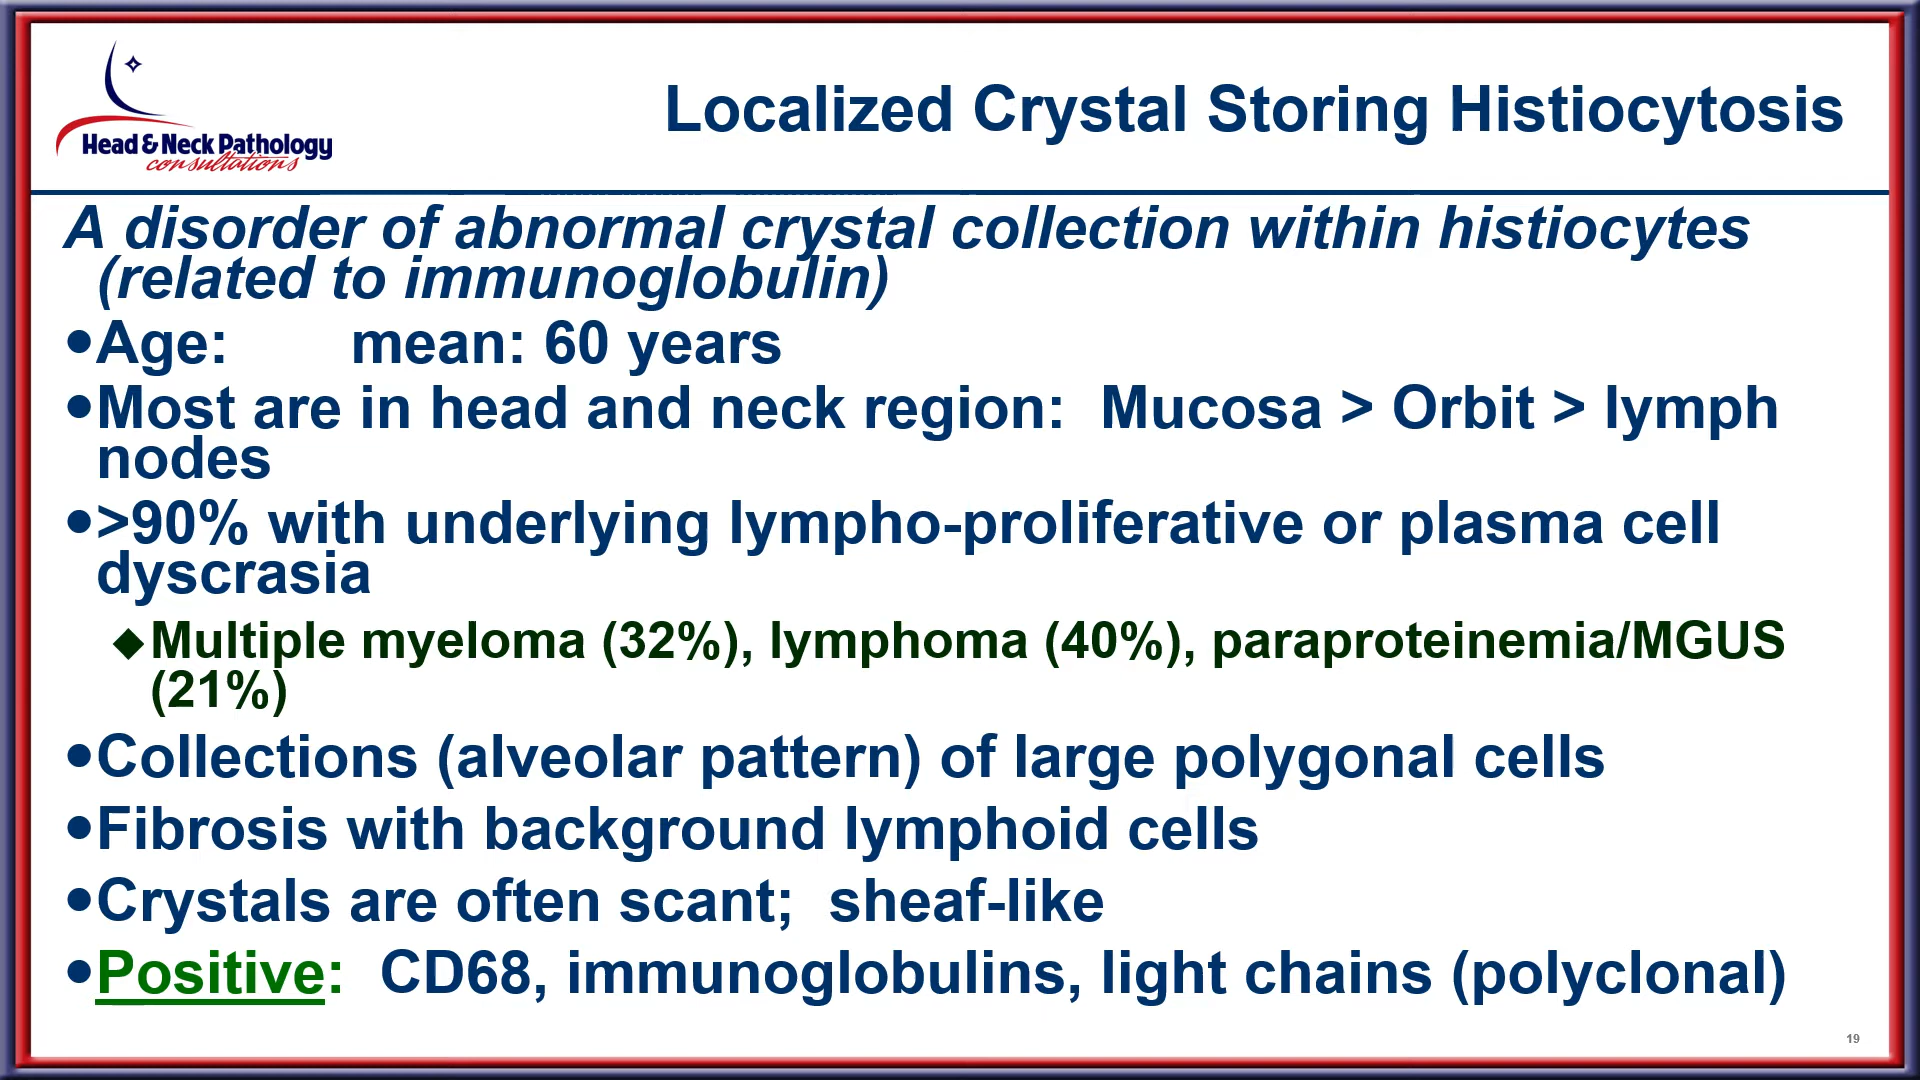 Head & Neck Pathology
consultations
Localized Crystal Storing Histiocytosis
A disorder of abnormal crystal collection within histiocytes
(related to immunoglobulin)
•Age: mean: 60 years
•Most are in head and neck region: Mucosa > Orbit > lymph
nodes
•>90% with underlying lympho-proliferative or plasma cell
dyscrasia
◆Multiple myeloma (32%), lymphoma (40%), paraproteinemia/MGUS
(21%)
•Collections (alveolar pattern) of large polygonal cells
•Fibrosis with background lymphoid cells
•Crystals are often scant; sheaf-like
•Positive: CD68, immunoglobulins, light chains (polyclonal)
19